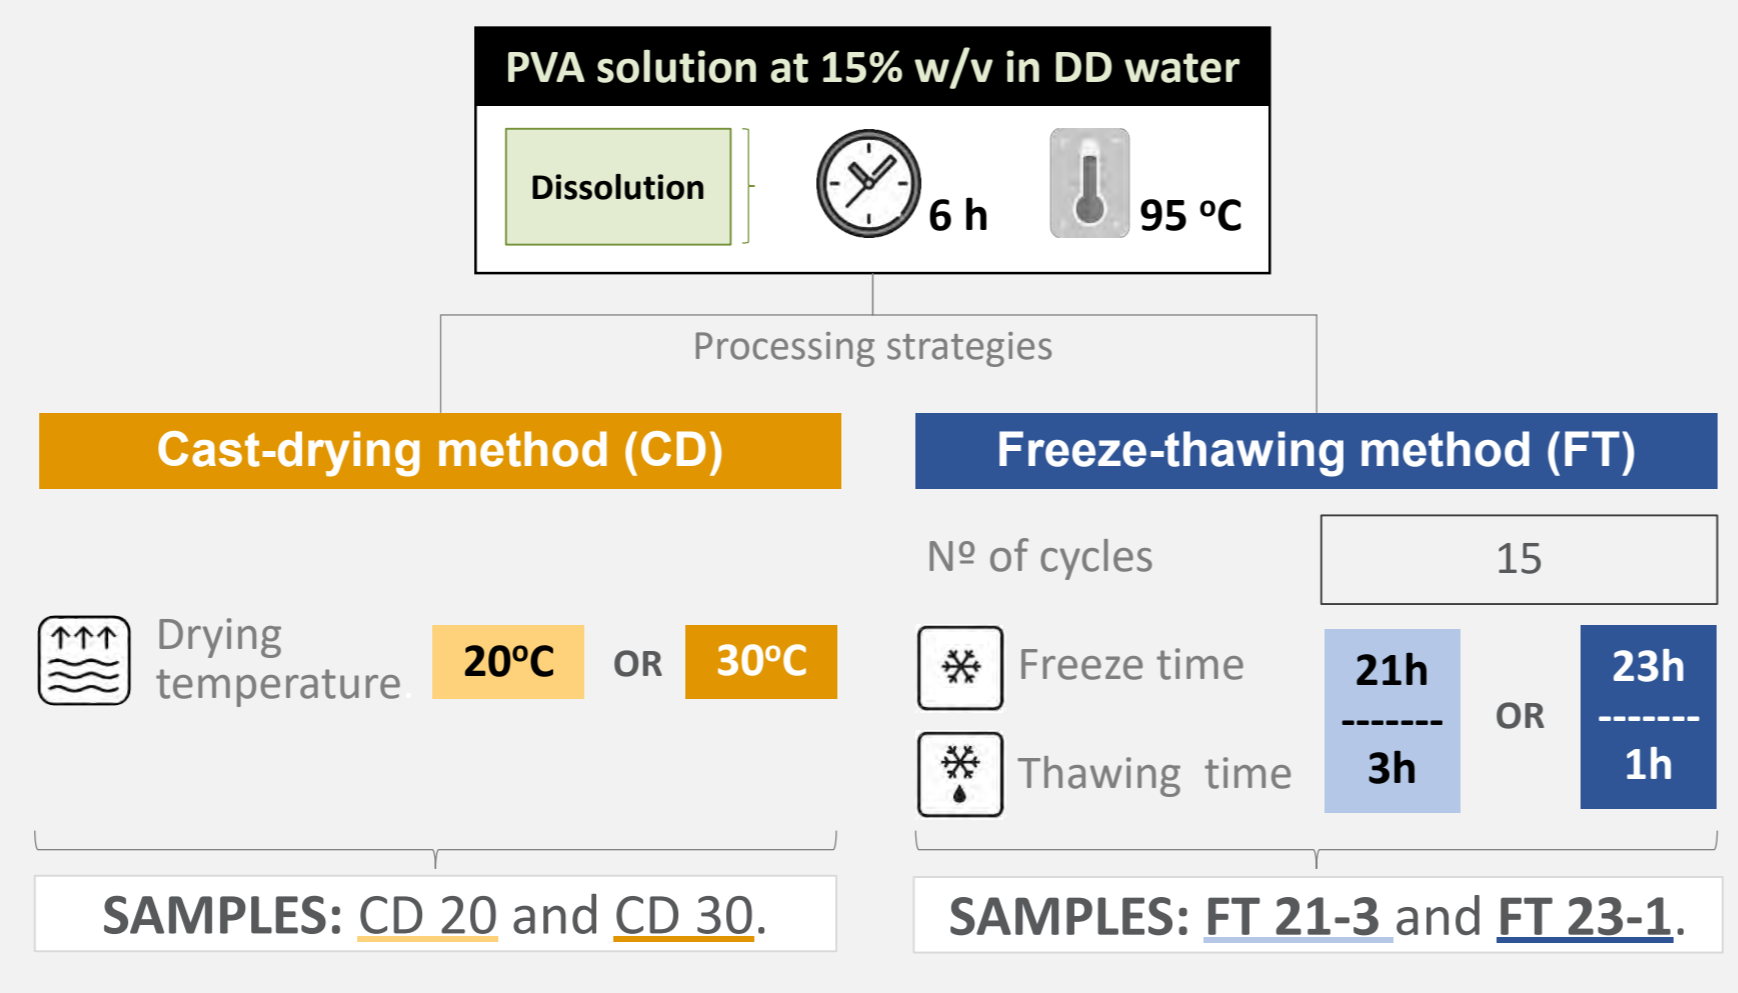 PVA solution at 15% w/v in DD water
Dissolution
6 h
95 ºC
Processing strategies
Cast-drying method (CD)
Drying
temperature.
20ºC
OR
30ºC
SAMPLES: CD 20 and CD 30.
Freeze-thawing method (FT)
Nº of cycles
15
Freeze time
Thawing time
21h
-------
3h
OR
23h
-------
1h
SAMPLES: FT 21-3 and FT 23-1.